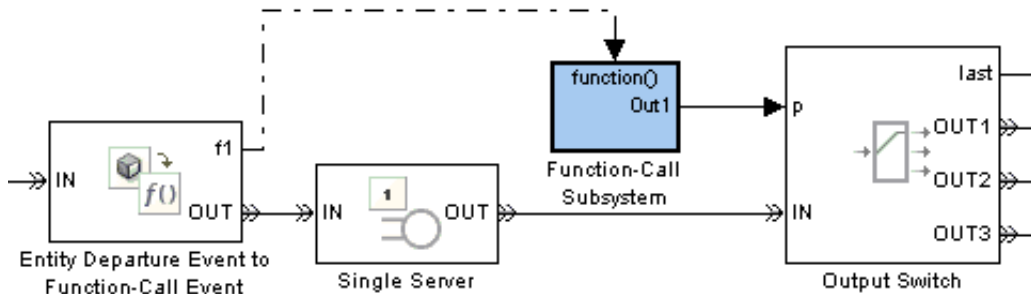 function()
Out1
last
p
OUT1
OUT2
OUT3
IN
Function-Call
Subsystem
f1
IN
f()
OUT
1
IN
OUT
Entity Departure Event to
Function-Call Event
Single Server
Output Switch